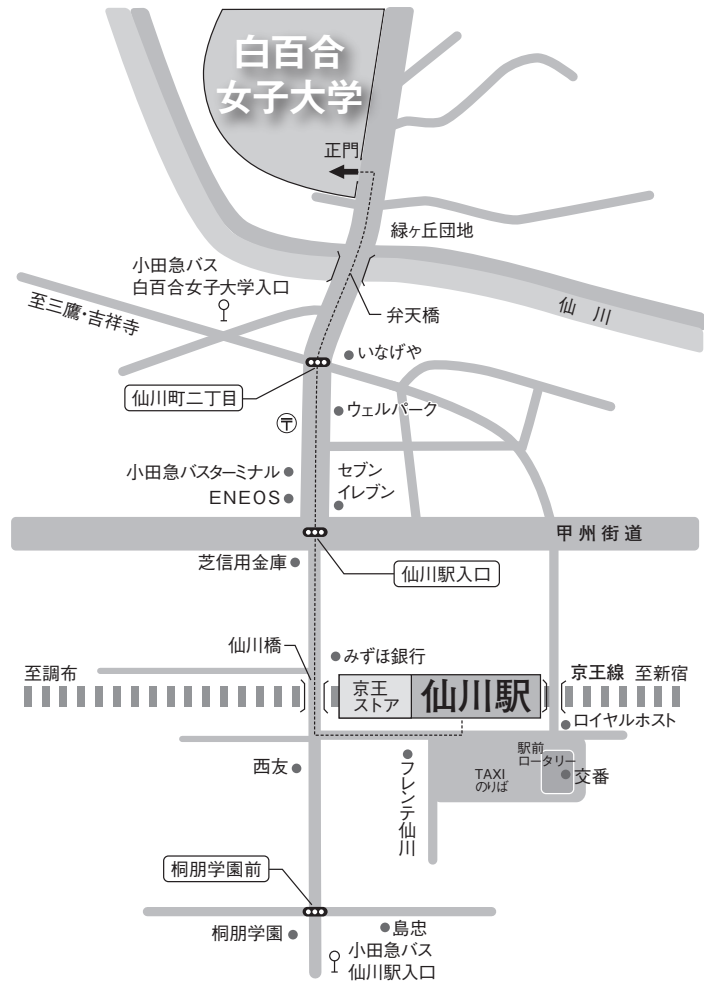 白百合
女子大学
正門
緑ヶ丘団地
小田急バス
白百合女子大学入口
至三鷹・吉祥寺
仙川
弁天橋
いなげや
仙川町二丁目
ウェルパーク
〒
小田急バスターミナル
セブン
イレブン
ENEOS
甲州街道
芝信用金庫
仙川駅入口
仙川橋
みずほ銀行
至調布
京王
ストア
仙川駅
京王線 至新宿
ロイヤルホスト
西友
フレンテ仙川
駅前
ロータリー
TAXI
のりば
交番
桐朋学園前
桐朋学園
島忠
小田急バス
仙川駅入口